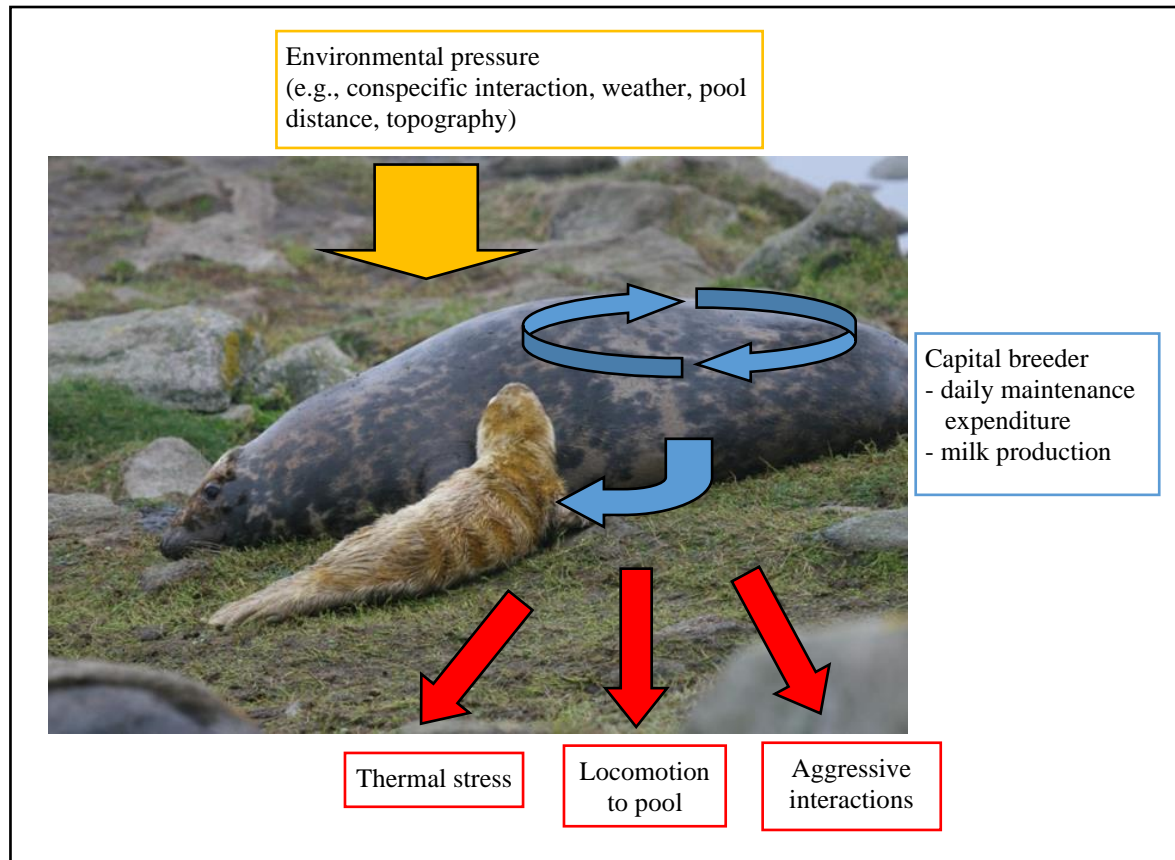 Environmental pressure
(e.g., conspecific interaction, weather, pool
distance, topography)
Capital breeder
- daily maintenance
expenditure
- milk production
Thermal stress
Locomotion
to pool
Aggressive
interactions